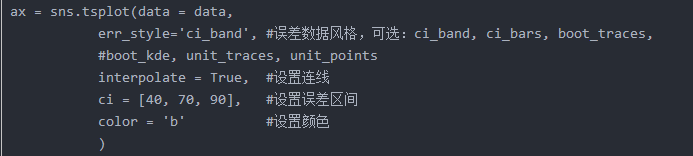 ax = sns.tsplot(data = data,
err_style='ci_band', #误差数据风格，可选：ci_band, ci_bars, boot_traces,
#boot_kde, unit_traces, unit_points
interpolate = True, #设置连线
ci = [40, 70, 90], #设置误差区间
color = 'b' #设置颜色
)